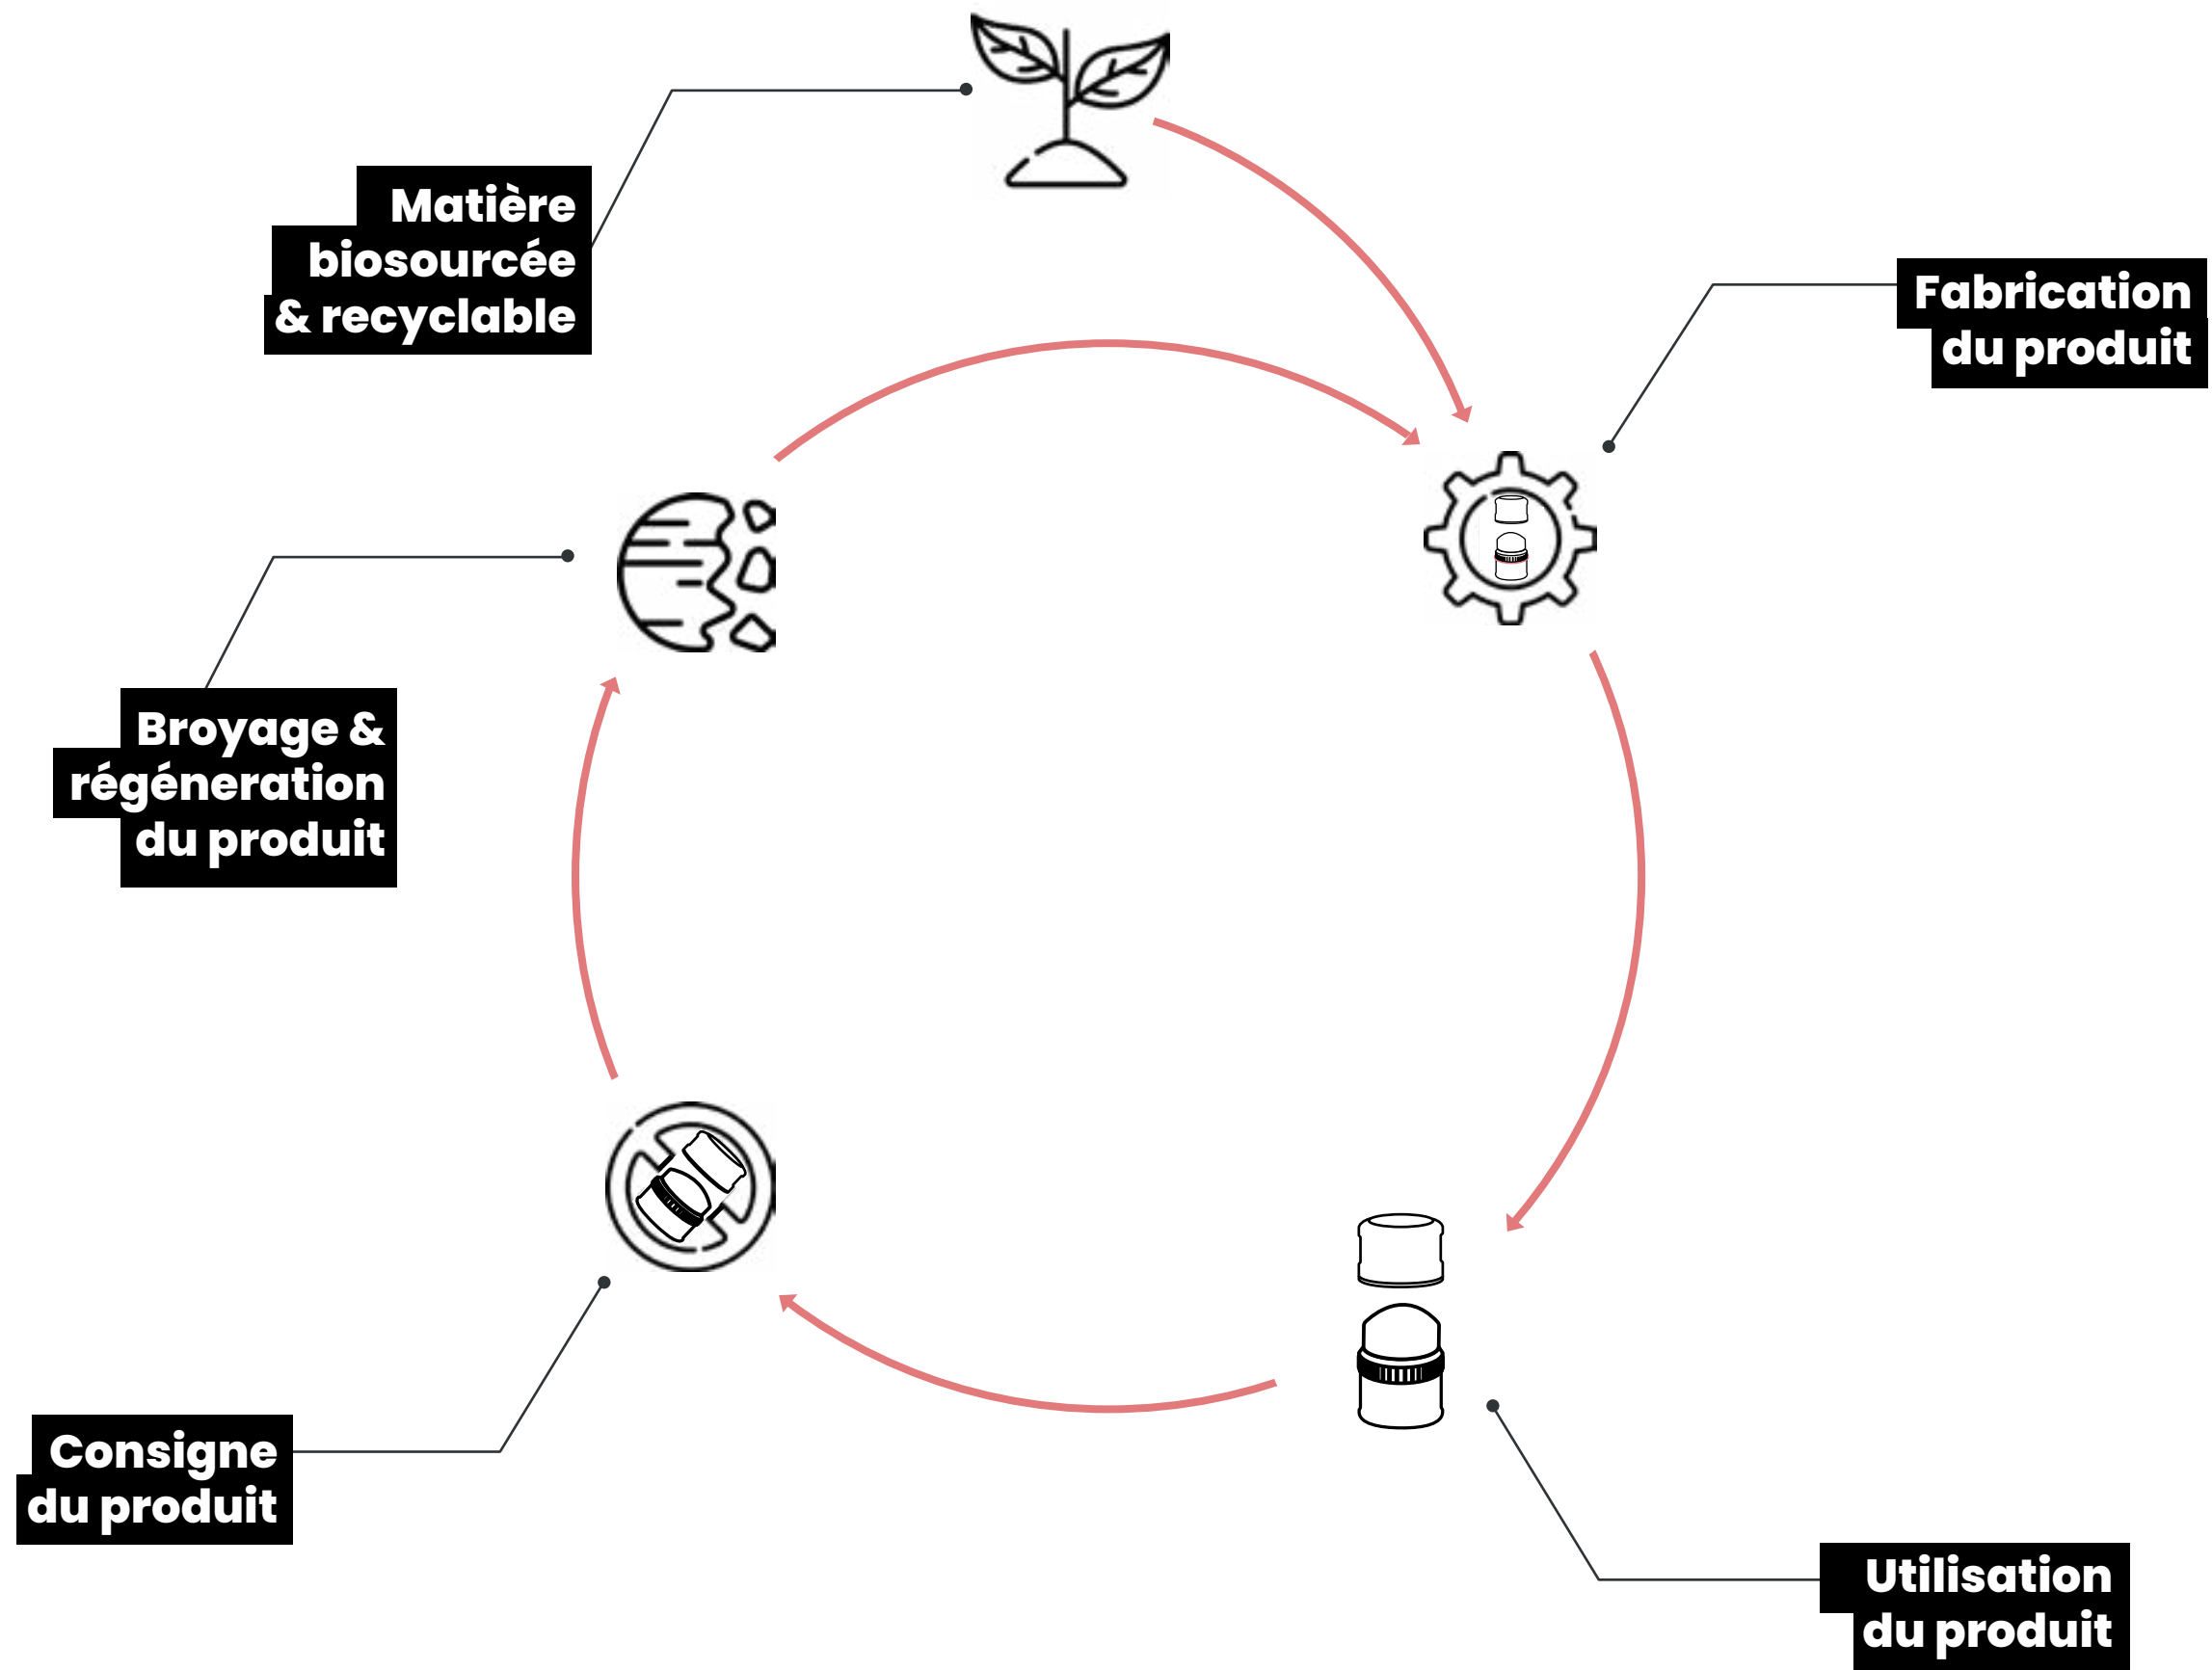 Matière
biosourcée
& recyclable
Fabrication
du produit
Broyage &
régéneration
du produit
Consigne
du produit
Utilisation
du produit